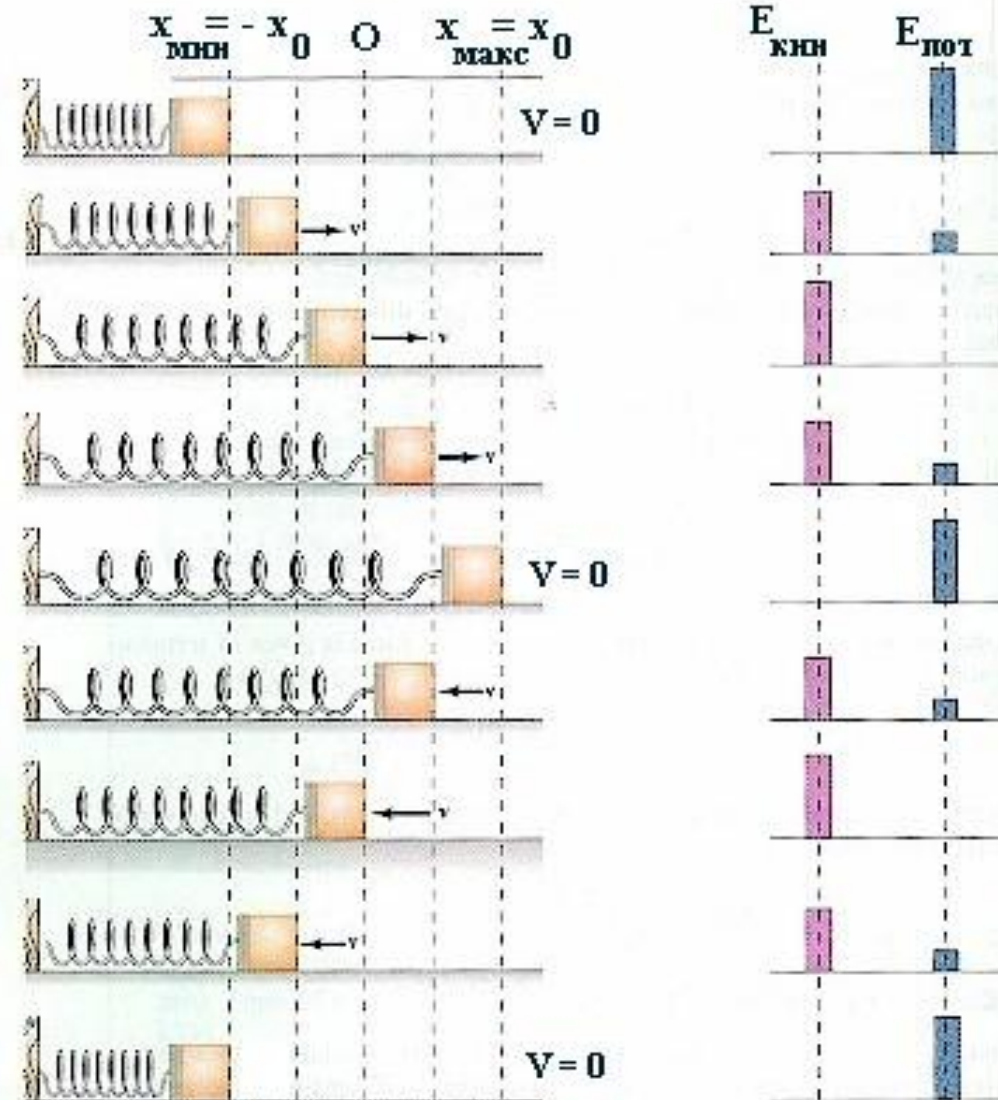 x мин = - x 0 O x макс = x 0 E кин E пот
V = 0
v
v
v
V = 0
v
v
v
V = 0